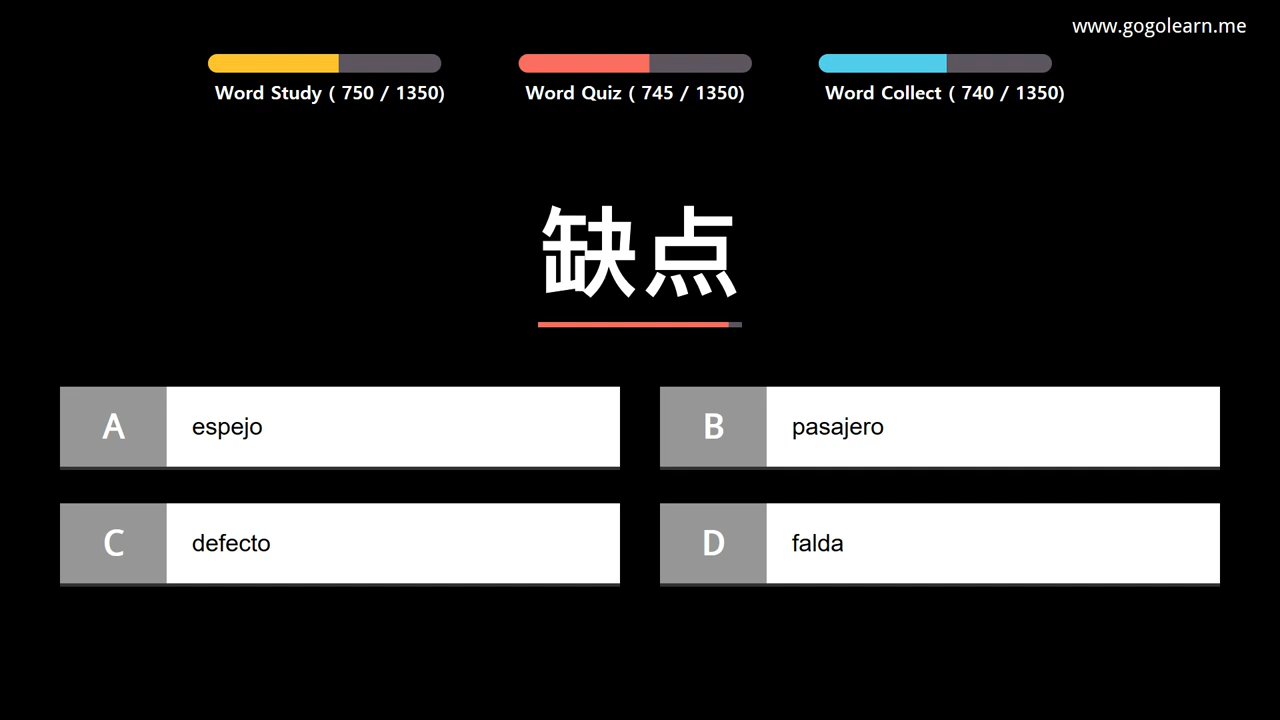 www.gogolearn.me
Word Study ( 750 / 1350)
Word Quiz ( 745 / 1350)
Word Collect ( 740 / 1350)
缺点
A espejo
B pasajero
C defecto
D falda